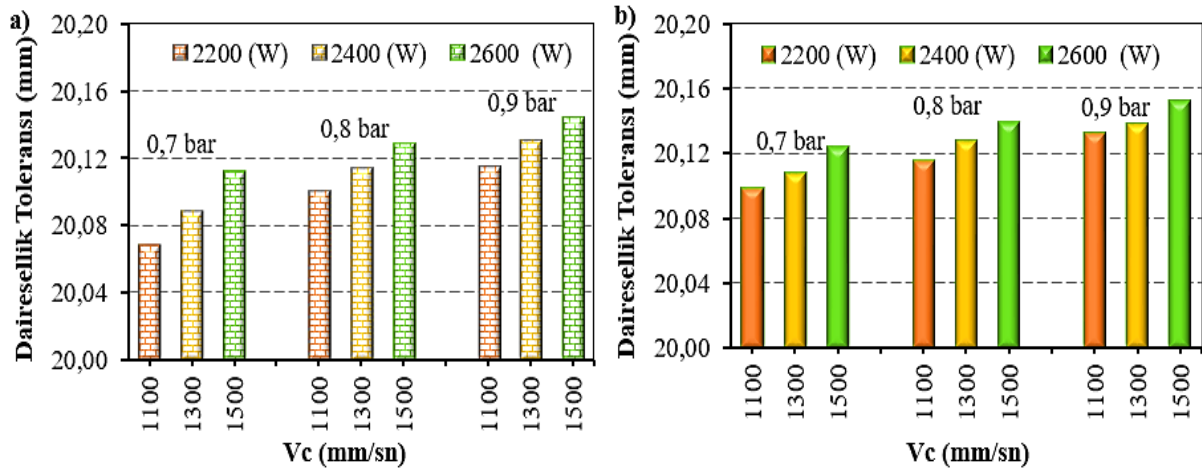 a)
Dairesellik Toleransı (mm)
20,20
20,16
20,12
20,08
20,04
20,00
2200 (W) 2400 (W) 2600 (W)
0,7 bar
0,8 bar
0,9 bar
1100 1300 1500 1100 1300 1500 1100 1300 1500
Vc (mm/sn)
b)
Dairesellik Toleransı (mm)
20,20
20,16
20,12
20,08
20,04
20,00
2200 (W) 2400 (W) 2600 (W)
0,7 bar
0,8 bar
0,9 bar
1100 1300 1500 1100 1300 1500 1100 1300 1500
Vc (mm/sn)